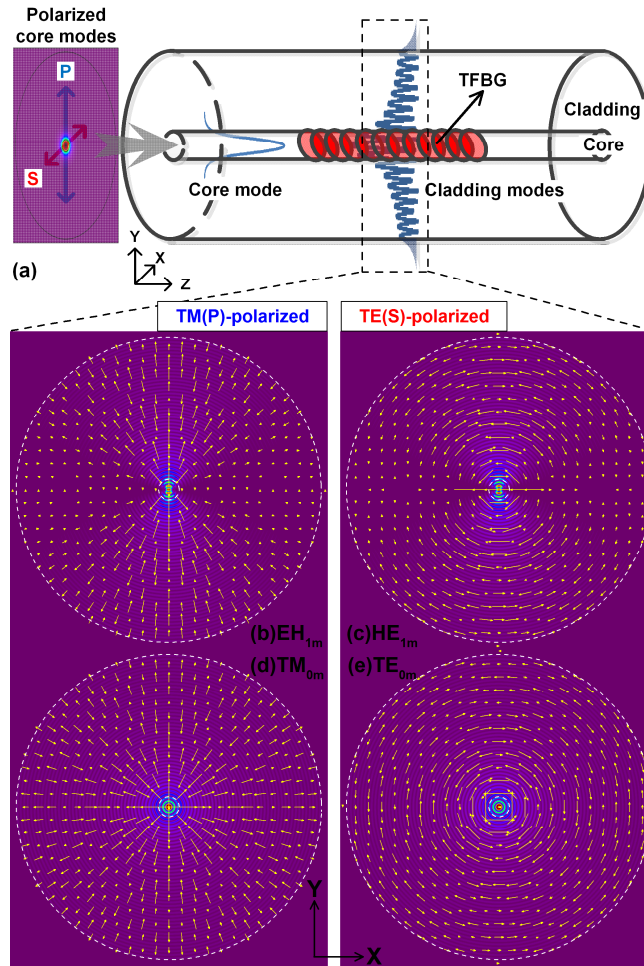 Polarized
core modes
P
S
TFBG
Cladding
Core
Core mode
Cladding modes
Y
X
Z
(a)
TM(P)-polarized
TE(S)-polarized
(b)EH1m
(c)HE1m
(d)TM0m
(e)TE0m
Y
X